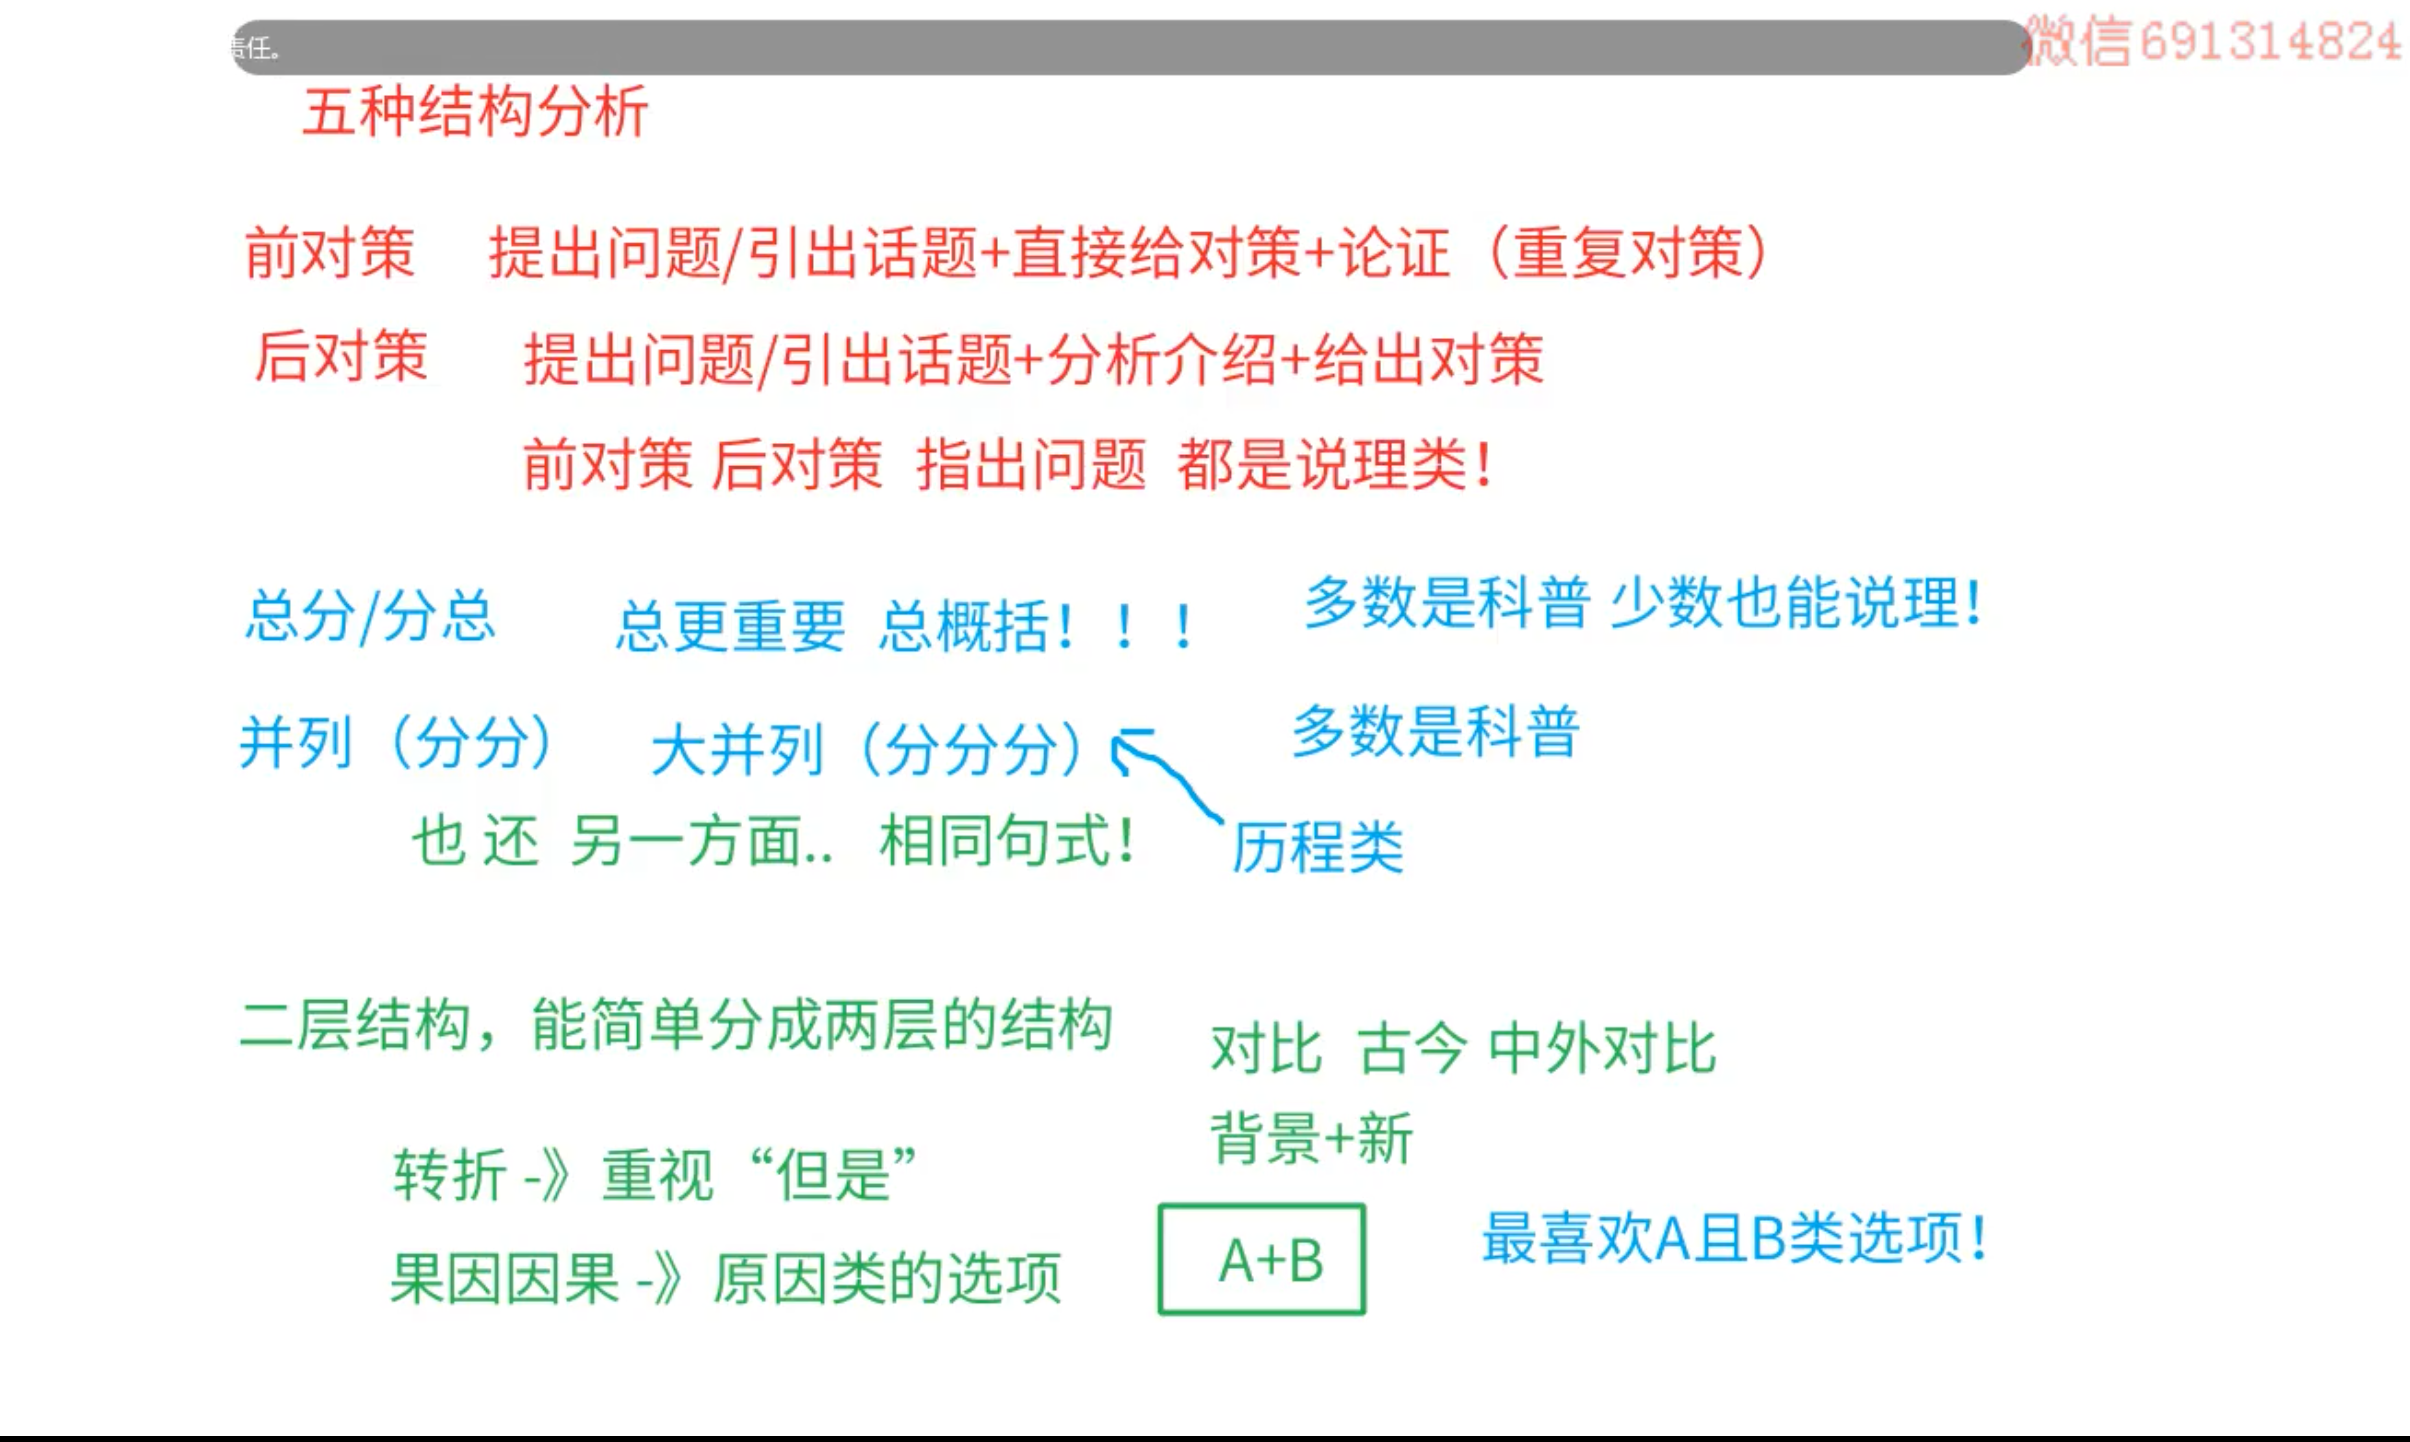 责任。
微信691314824
五种结构分析
前对策 提出问题/引出话题+直接给对策+论证（重复对策）
后对策 提出问题/引出话题+分析介绍+给出对策
前对策 后对策 指出问题 都是说理类！
总分/分总 总更重要 总概括！！！ 多数是科普 少数也能说理！
并列（分分） 大并列（分分分） 多数是科普
也 还 另一方面.. 相同句式！ 历程类
二层结构，能简单分成两层的结构 对比 古今 中外对比
背景+新
转折 -》重视“但是”
A+B 最喜欢A且B类选项！
果因因果 -》原因类的选项